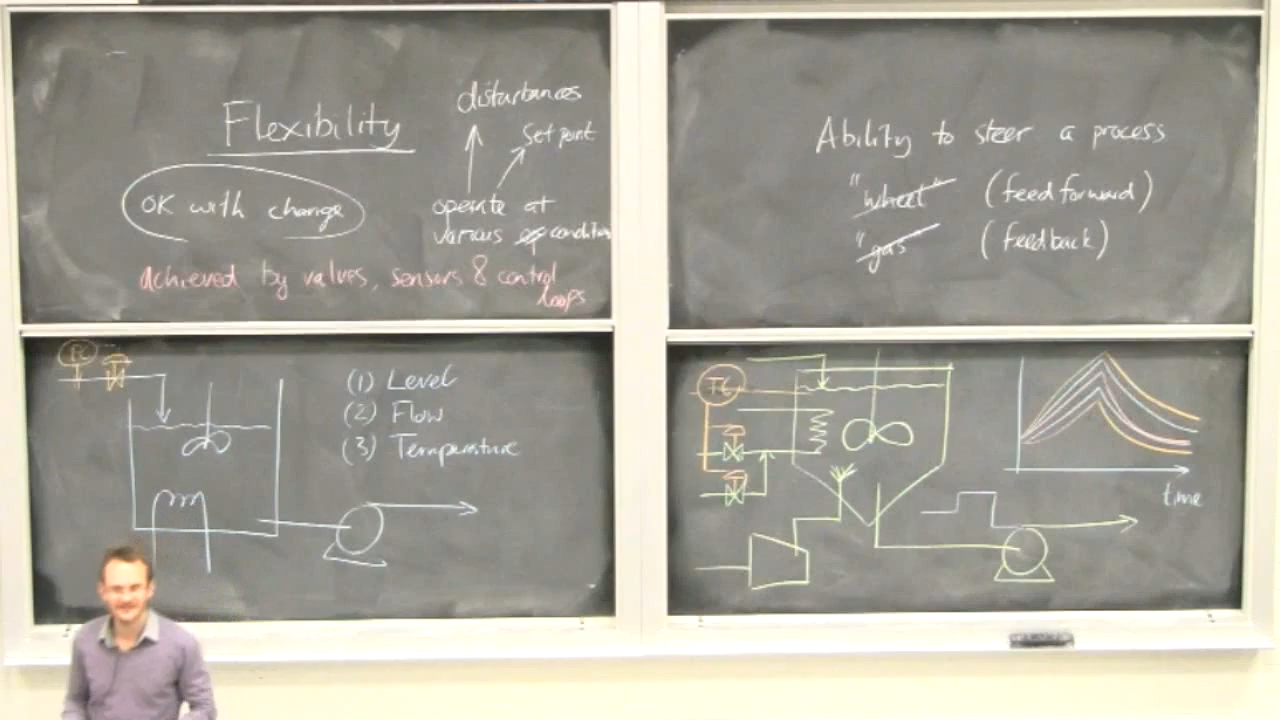 Flexibility
disturbances
set point
OK with change
operate at
various conditions
achieved by valves, sensors & control
loops
Ability to steer a process
"wheel" (feed forward)
"gas" (feedback)
FC
(1) Level
(2) Flow
(3) Temperature
TC
time